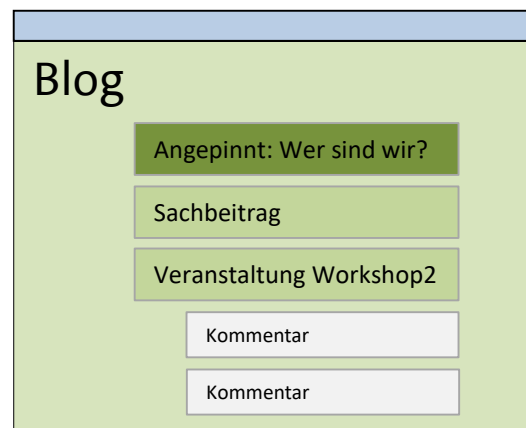 Blog
Angepinnt: Wer sind wir?
Sachbeitrag
Veranstaltung Workshop2
Kommentar
Kommentar